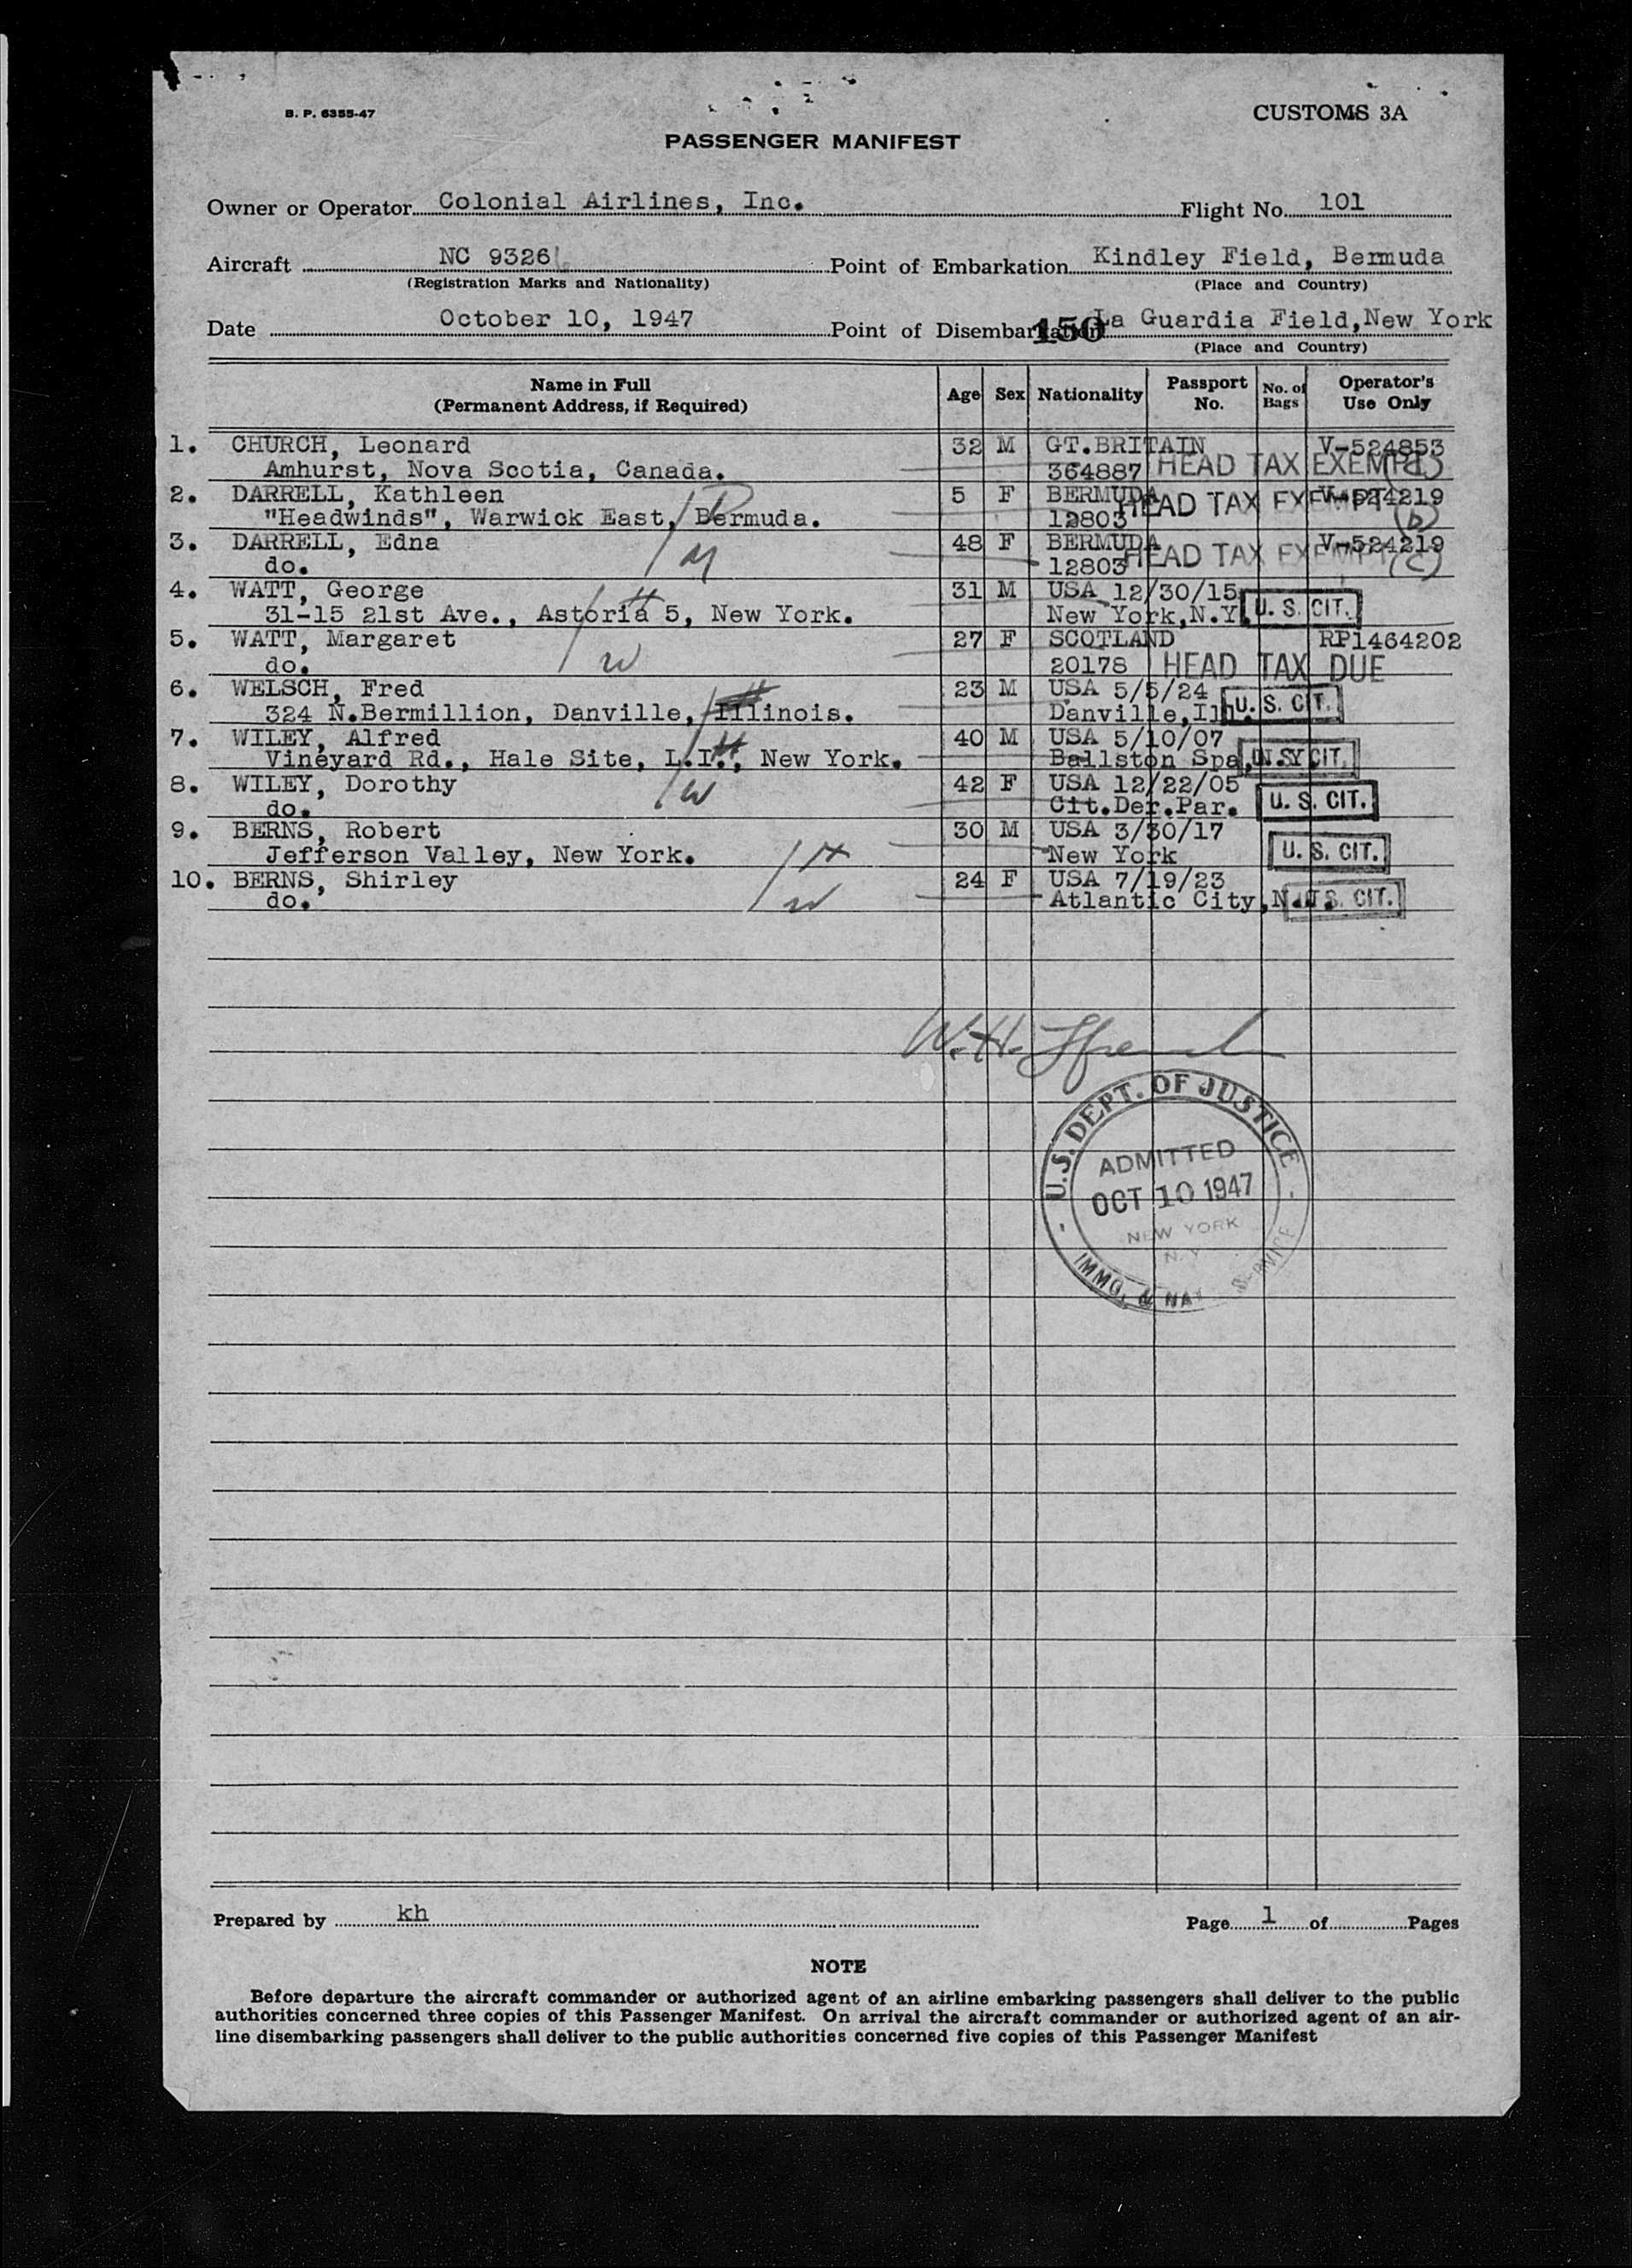 B. P. 6355-47
CUSTOMS 3A
PASSENGER MANIFEST
Owner or Operator Colonial Airlines, Inc. Flight No. 101
Aircraft NC 9326 Point of Embarkation Kindley Field, Bermuda
(Registration Marks and Nationality) (Place and Country)
Date October 10, 1947 Point of Disembarkation La Guardia Field, New York
150
(Place and Country)
Name in Full Age Sex Nationality Passport No. of Operator's
(Permanent Address, if Required) No. Bags Use Only
1. CHURCH, Leonard 32 M GT.BRITAIN V-524853
Amhurst, Nova Scotia, Canada. 364887 HEAD TAX EXEMPT
2. DARRELL, Kathleen 5 F BERMUDA V-524219
"Headwinds", Warwick East, Bermuda. 12803 HEAD TAX EXEMPT (b)
3. DARRELL, Edna 48 F BERMUDA V-524219
do. 12803 HEAD TAX EXEMPT (c)
4. WATT, George 31 M USA 12/30/15
31-15 21st Ave., Astoria 5, New York. New York,N.Y. U. S. CIT.
5. WATT, Margaret 27 F SCOTLAND RP1464202
do. 20178 HEAD TAX DUE
6. WELSCH, Fred 23 M USA 5/5/24
324 N.Bermillion, Danville, Illinois. Danville,Ill. U. S. CIT.
7. WILEY, Alfred 40 M USA 5/10/07
Vineyard Rd., Hale Site, L.I., New York. Ballston Spa, N.Y. U. S. CIT.
8. WILEY, Dorothy 42 F USA 12/22/05
do. Cit.Der.Par. U. S. CIT.
9. BERNS, Robert 30 M USA 3/30/17
Jefferson Valley, New York. New York U. S. CIT.
10. BERNS, Shirley 24 F USA 7/19/23
do. Atlantic City,N.J. U. S. CIT.
U.S. DEPT. OF JUSTICE
ADMITTED
OCT 10 1947
NEW YORK
N. Y.
IMMG. & NAT. SERVICE
Prepared by kh Page 1 of Pages
NOTE
Before departure the aircraft commander or authorized agent of an airline embarking passengers shall deliver to the public
authorities concerned three copies of this Passenger Manifest. On arrival the aircraft commander or authorized agent of an air-
line disembarking passengers shall deliver to the public authorities concerned five copies of this Passenger Manifest